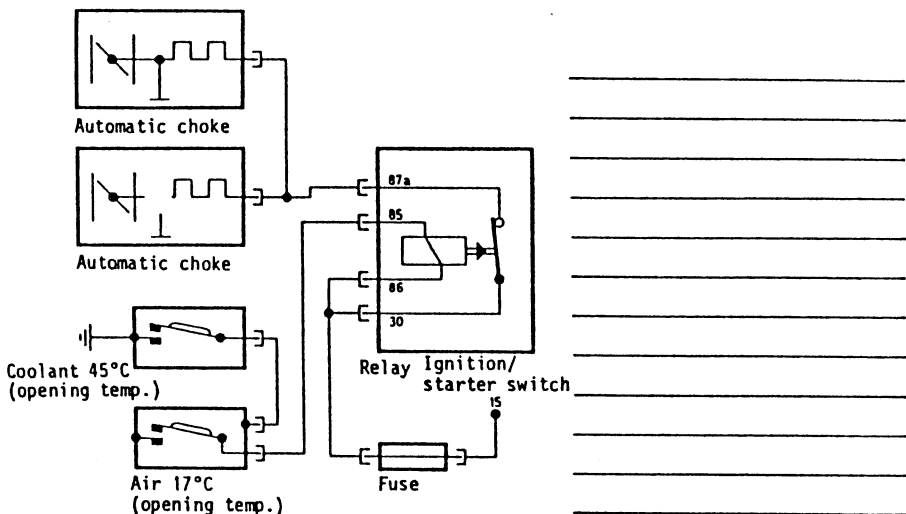 Automatic choke
87a
85
Automatic choke
86
30
Coolant 45°C
(opening temp.)
Relay
Ignition/
starter switch
15
Air 17°C
(opening temp.)
Fuse